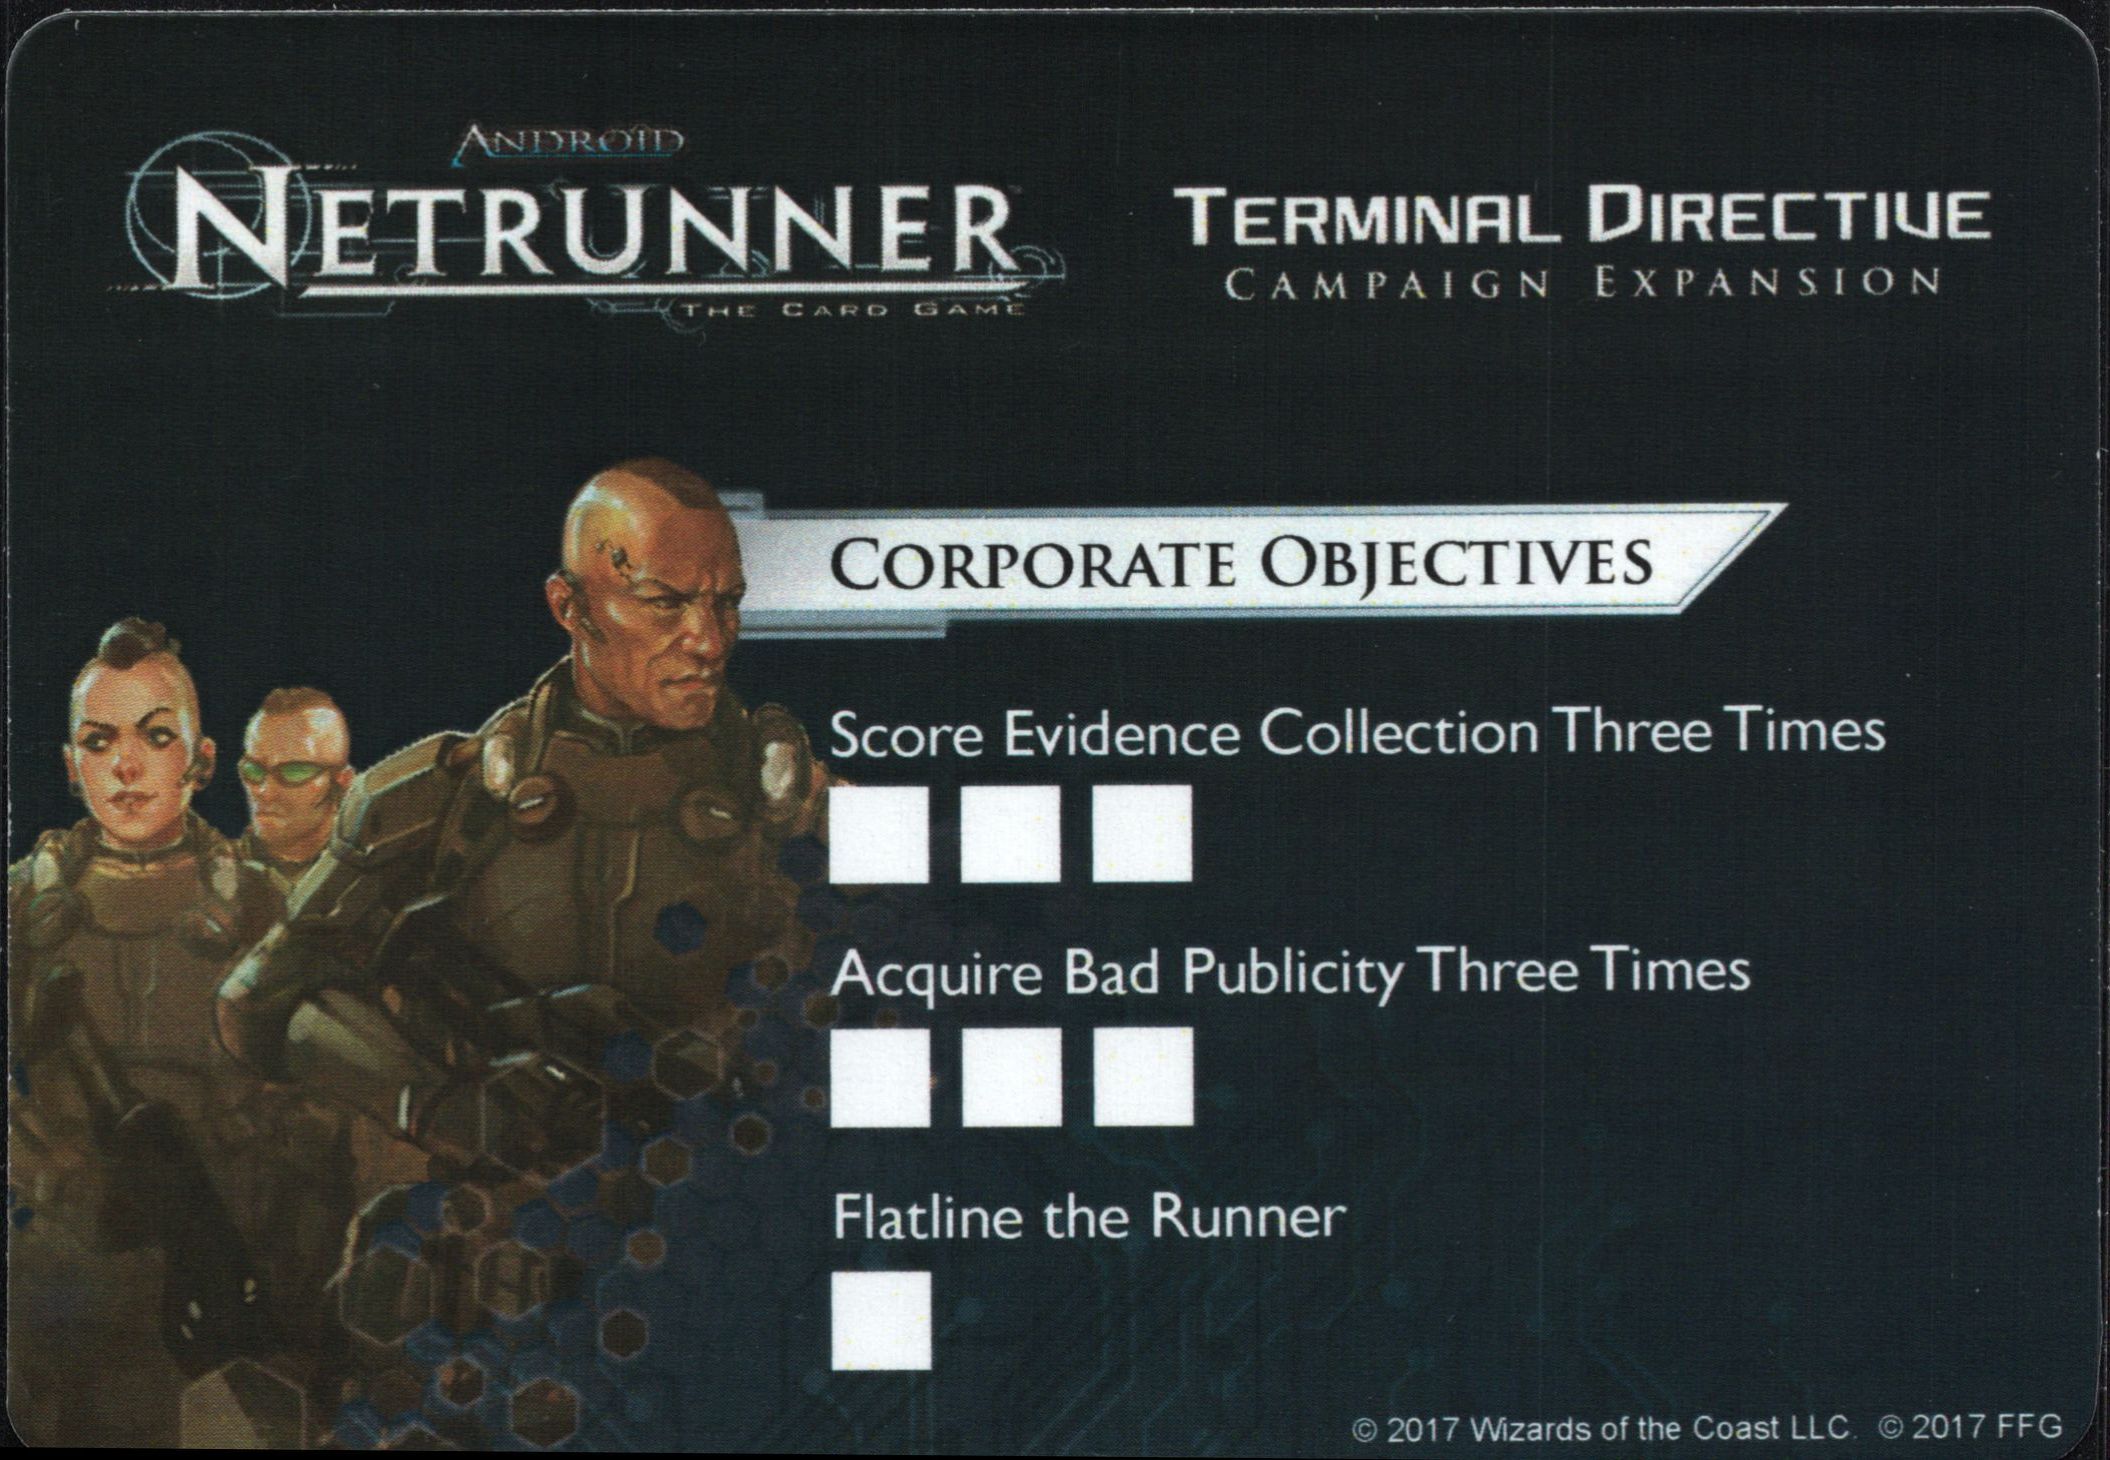 ANDROID
NETRUNNER
THE CARD GAME
TERMINAL DIRECTIVE
CAMPAIGN EXPANSION
CORPORATE OBJECTIVES
Score Evidence Collection Three Times
Acquire Bad Publicity Three Times
Flatline the Runner
© 2017 Wizards of the Coast LLC. © 2017 FFG